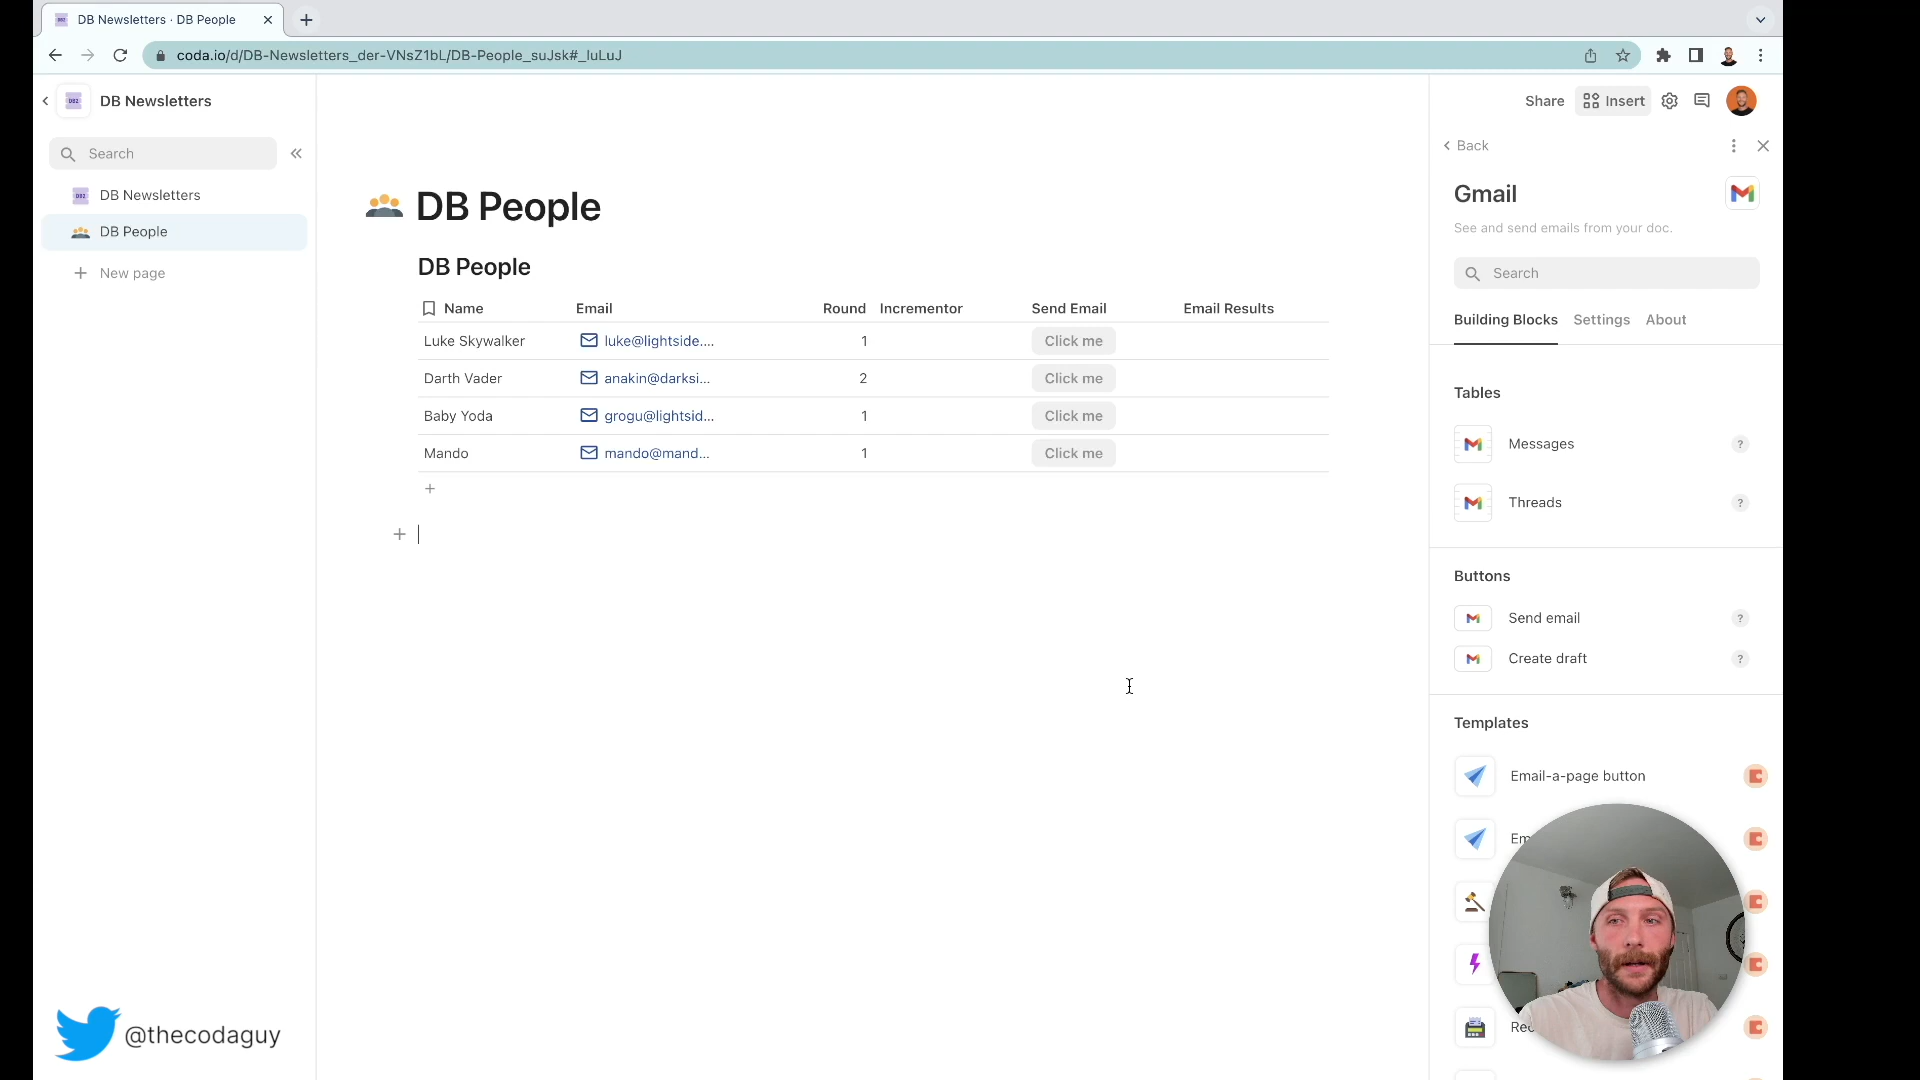 DB Newsletters · DB People
coda.io/d/DB-Newsletters_der-VNsZ1bL/DB-People_suJsk#_luLuJ
DB2 DB Newsletters
Search
DB2 DB Newsletters
DB People
New page
DB People
DB People
Name Email Round Incrementor Send Email Email Results
Luke Skywalker luke@lightside.... 1 Click me
Darth Vader anakin@darksi... 2 Click me
Baby Yoda grogu@lightsid... 1 Click me
Mando mando@mand... 1 Click me
Share Insert
Back
Gmail
See and send emails from your doc.
Search
Building Blocks Settings About
Tables
Messages ?
Threads ?
Buttons
Send email ?
Create draft ?
Templates
Email-a-page button
@thecodaguy